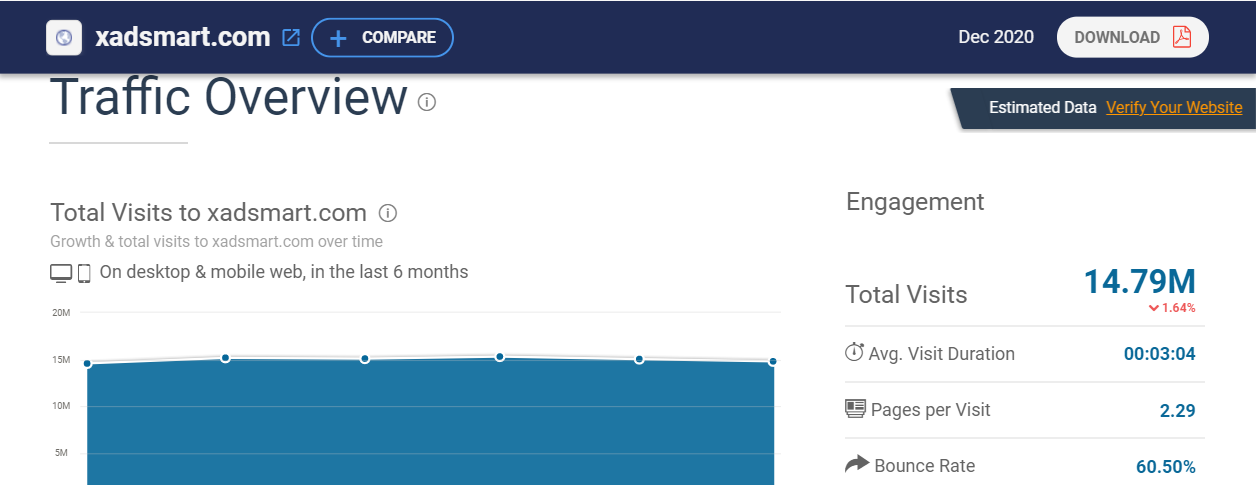 xadsmart.com
+ COMPARE
Dec 2020
DOWNLOAD
Traffic Overview
Estimated Data Verify Your Website
Total Visits to xadsmart.com
Growth & total visits to xadsmart.com over time
On desktop & mobile web, in the last 6 months
20M
15M
10M
5M
Engagement
Total Visits 14.79M
1.64%
Avg. Visit Duration 00:03:04
Pages per Visit 2.29
Bounce Rate 60.50%